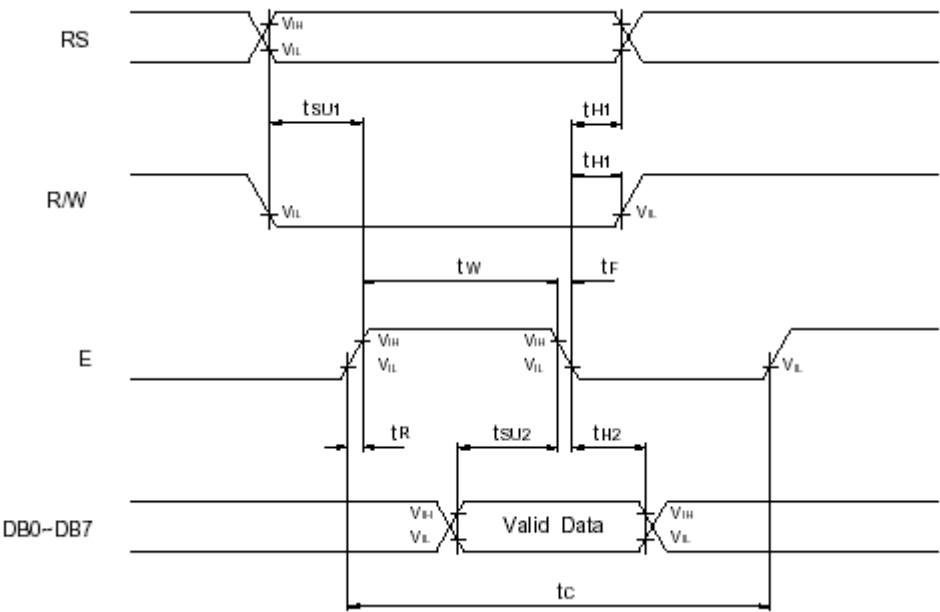 RS
VIH
VIL
tSU1
tH1
tH1
R/W
VIL
VIL
tW
tF
E
VIH
VIH
VIL
VIL
VIL
tR
tSU2
tH2
DB0~DB7
VIH
Valid Data
VIH
VIL
VIL
tC